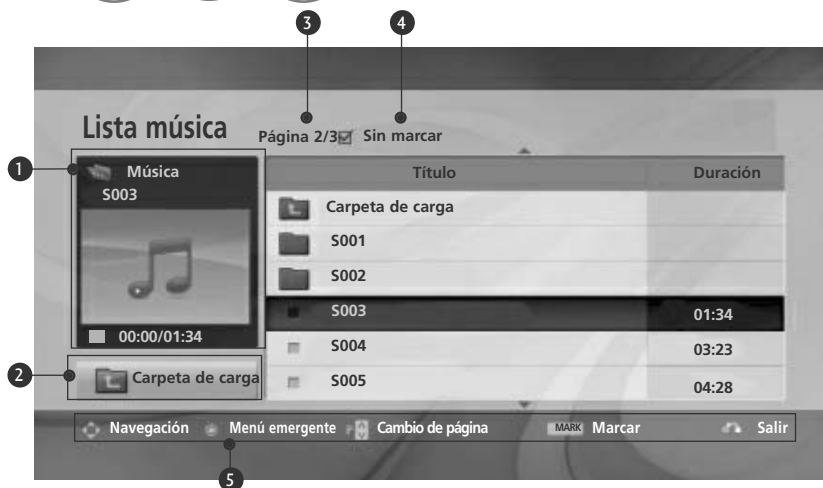 3 4
Lista música Página 2/3 Sin marcar
1
Música
S003
00:00/01:34
2
Carpeta de carga
Título Duración
Carpeta de carga
S001
S002
S003 01:34
S004 03:23
S005 04:28
Navegación Menú emergente P Cambio de página MARK Marcar Salir
5